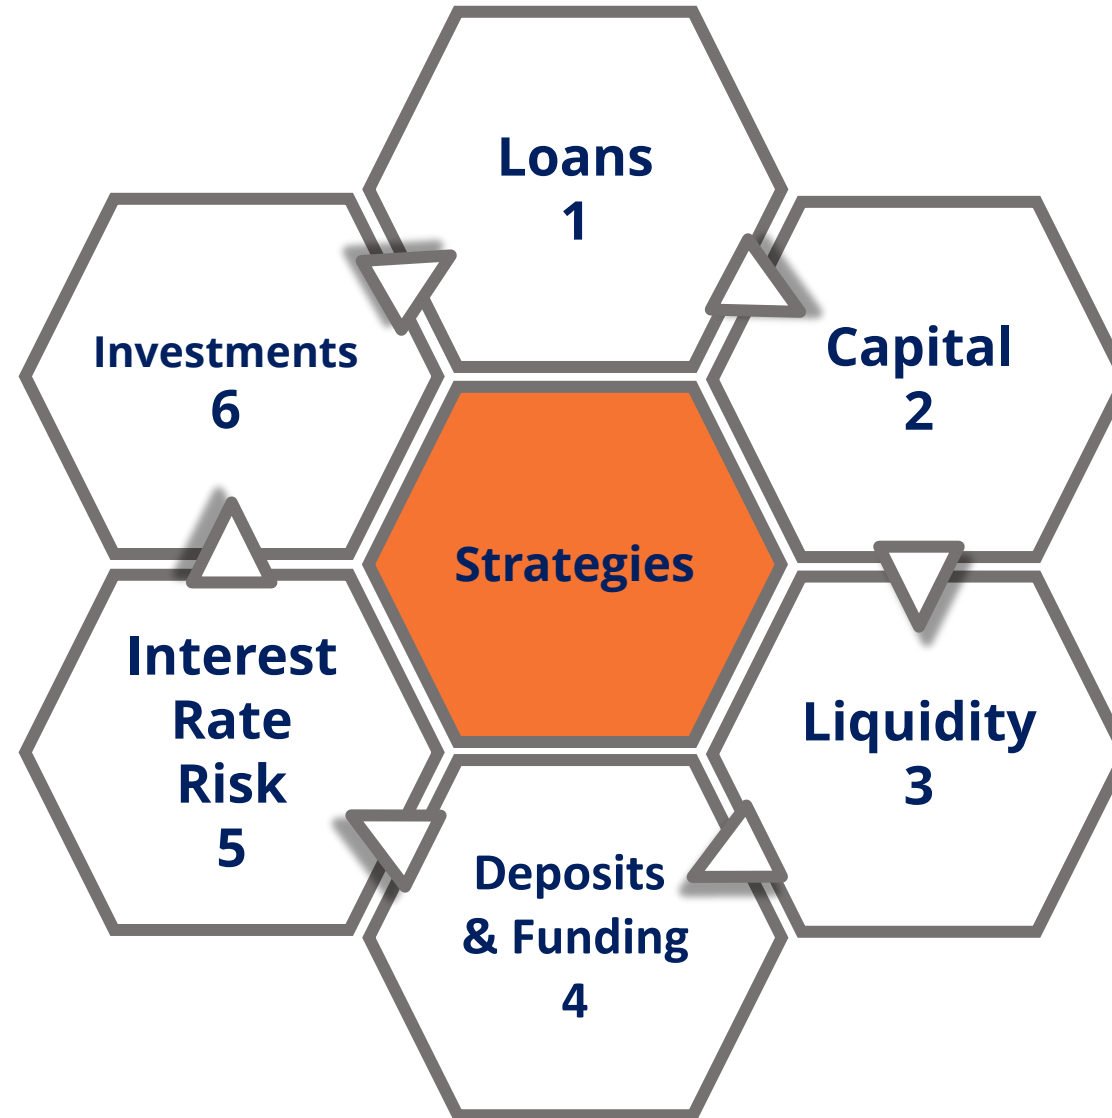 Loans
1
Capital
2
Liquidity
3
Deposits
& Funding
4
Interest
Rate
Risk
5
Investments
6
Strategies